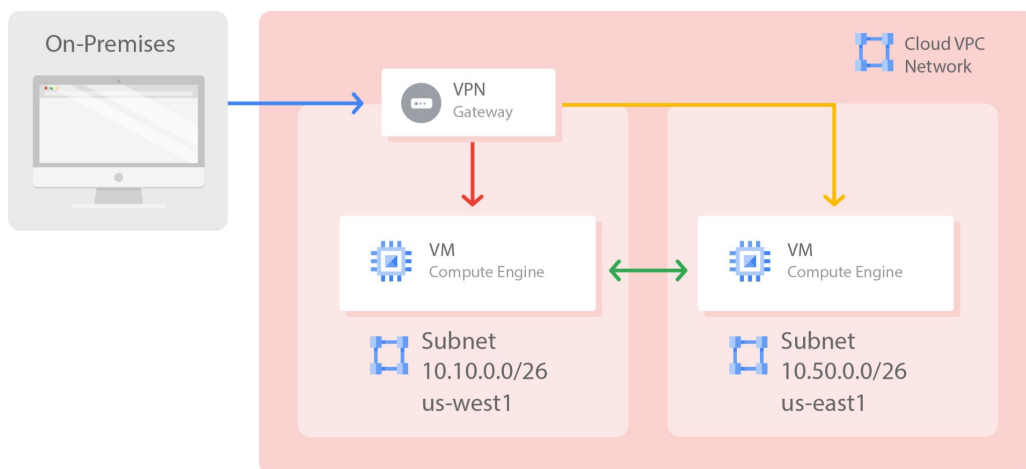 On-Premises
Cloud VPC
Network
VPN
Gateway
VM
Compute Engine
VM
Compute Engine
Subnet
10.10.0.0/26
us-west1
Subnet
10.50.0.0/26
us-east1